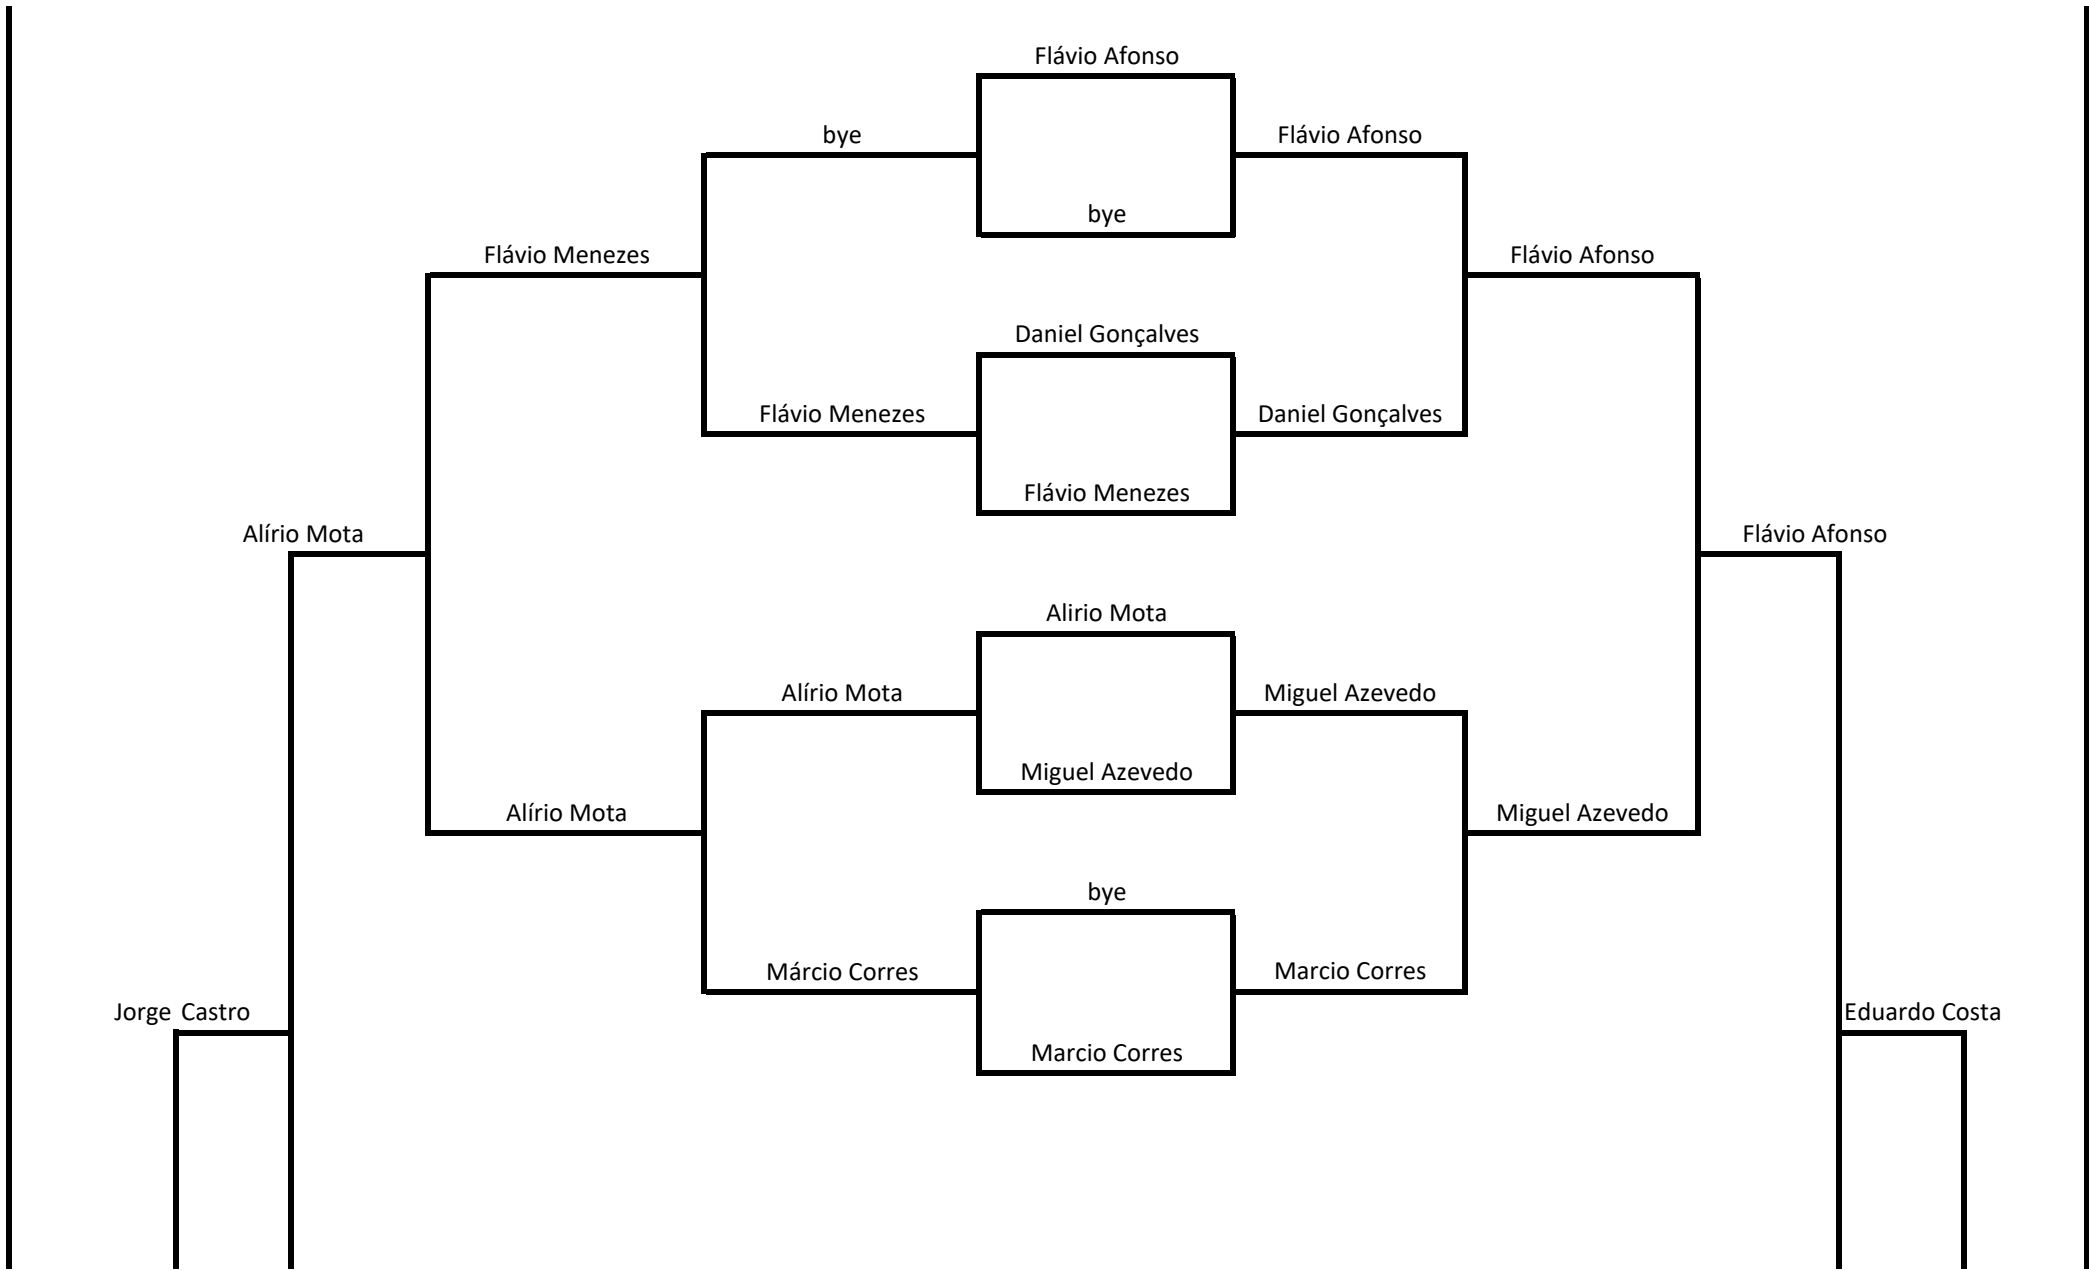 Flávio Afonso
bye
Flávio Afonso
bye
Flávio Menezes
Flávio Afonso
Daniel Gonçalves
Flávio Menezes
Daniel Gonçalves
Flávio Menezes
Alírio Mota
Flávio Afonso
Alirio Mota
Alírio Mota
Miguel Azevedo
Miguel Azevedo
Alírio Mota
Miguel Azevedo
bye
Márcio Corres
Marcio Corres
Jorge Castro
Eduardo Costa
Marcio Corres